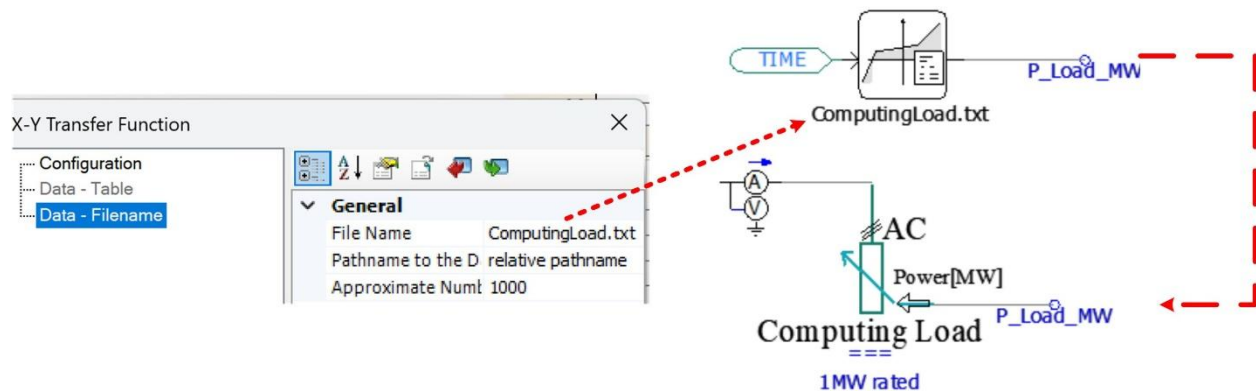 X-Y Transfer Function
Configuration
Data - Table
Data - Filename
A
Z
General
File Name ComputingLoad.txt
Pathname to the D relative pathname
Approximate Numb 1000
TIME
P_Load_MW
ComputingLoad.txt
A
V
AC
Power[MW]
P_Load_MW
Computing Load
===
1MW rated